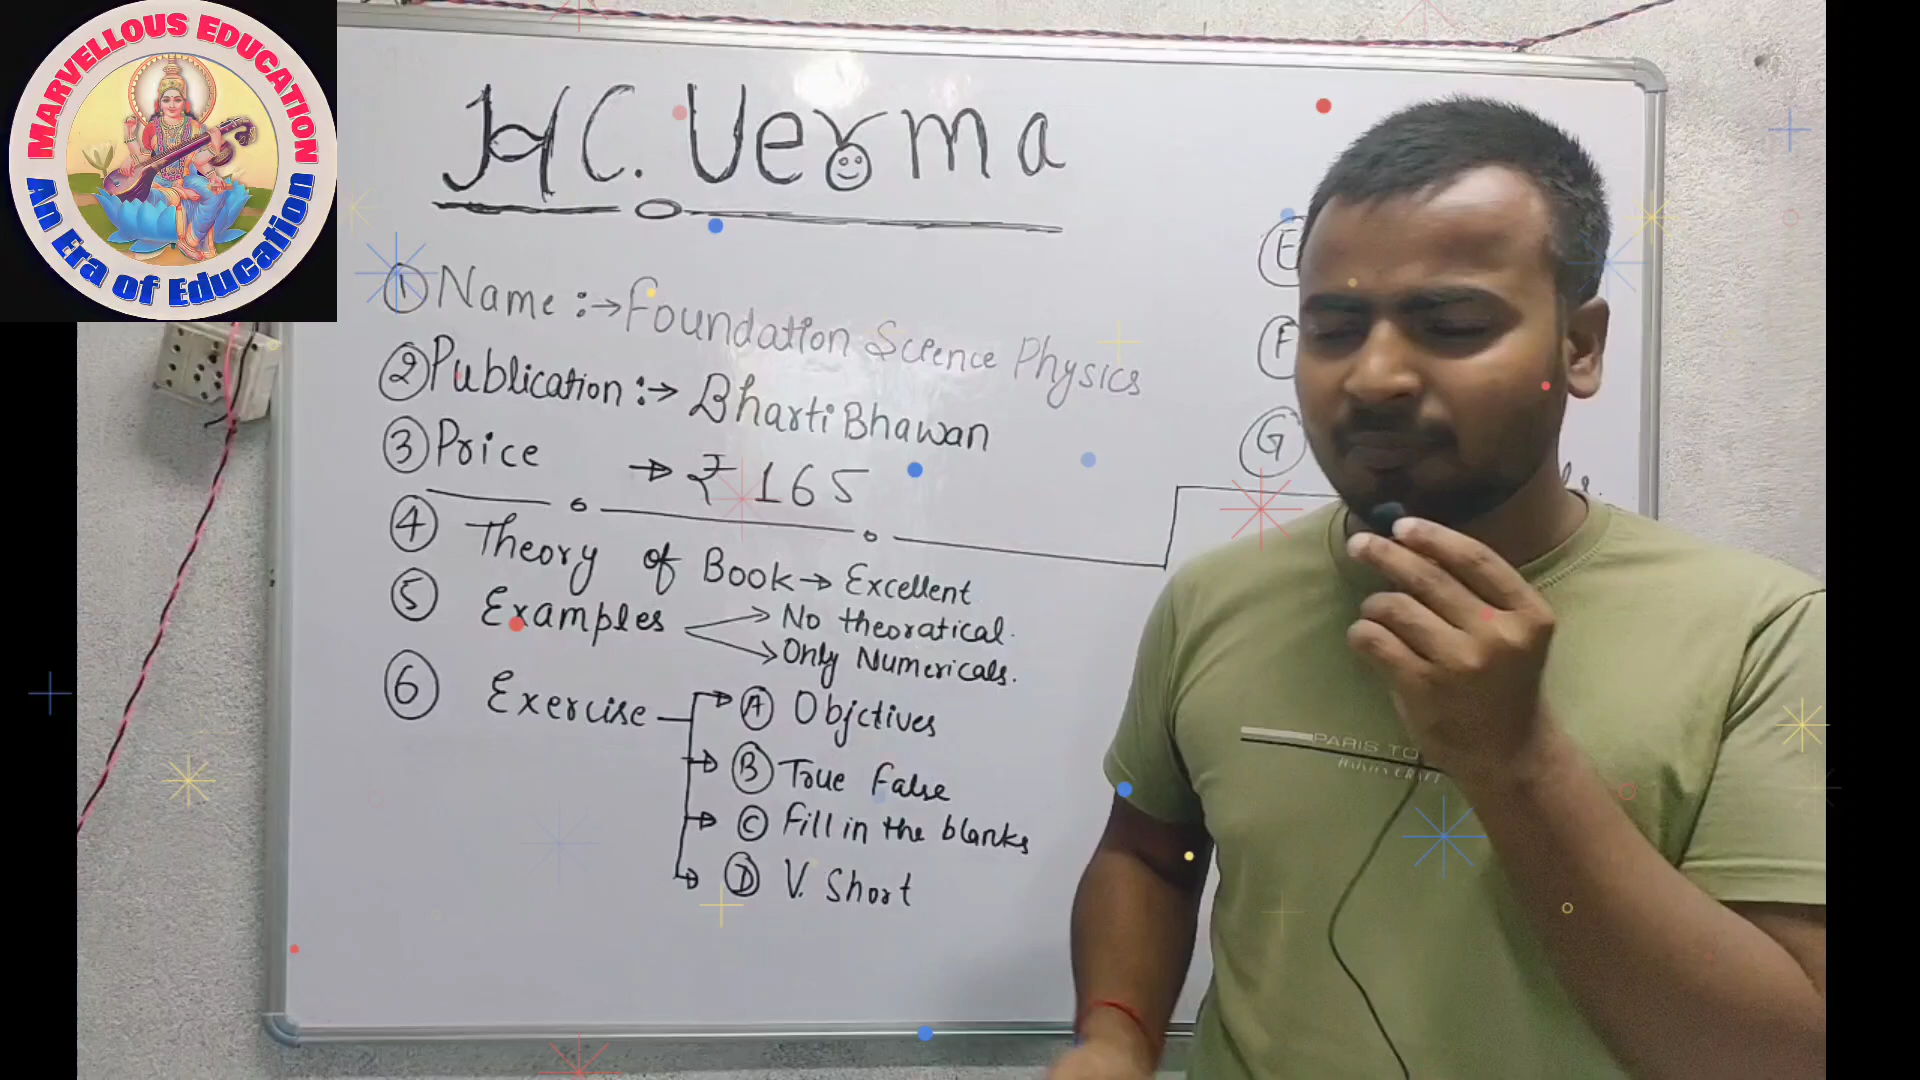 MARVELLOUS EDUCATION
An Era of Education
HC. Verma
① Name :→ Foundation Science Physics
② Publication :→ Bharti Bhawan
③ Price → ₹ 165
④ Theory of Book → Excellent
⑤ Examples → No theoratical.
→ Only Numericals.
⑥ Exercise → Ⓐ Objctives
→ Ⓑ True False
→ Ⓒ Fill in the blanks
→ Ⓓ V. Short
Ⓔ
Ⓕ
Ⓖ
PARIS TO